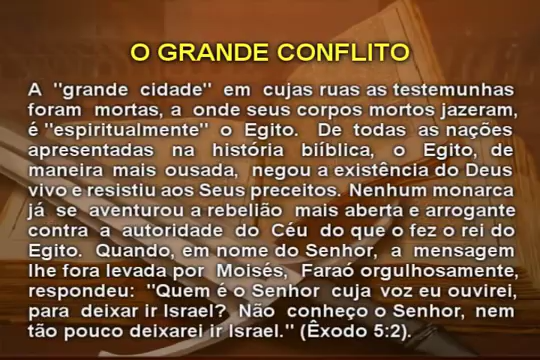 O GRANDE CONFLITO
A "grande cidade" em cujas ruas as testemunhas
foram mortas, a onde seus corpos mortos jazeram,
é "espiritualmente" o Egito. De todas as nações
apresentadas na história biíblica, o Egito, de
maneira mais ousada, negou a existência do Deus
vivo e resistiu aos Seus preceitos. Nenhum monarca
já se aventurou a rebelião mais aberta e arrogante
contra a autoridade do Céu do que o fez o rei do
Egito. Quando, em nome do Senhor, a mensagem
lhe fora levada por Moisés, Faraó orgulhosamente,
respondeu: "Quem é o Senhor cuja voz eu ouvirei,
para deixar ir Israel? Não conheço o Senhor, nem
tão pouco deixarei ir Israel." (Êxodo 5:2).